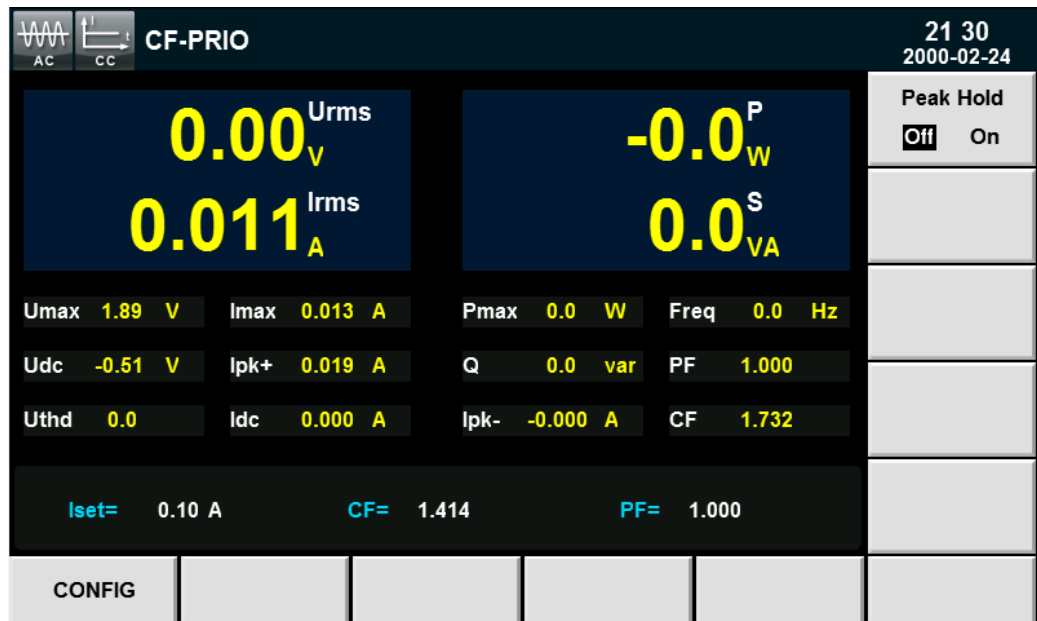 AC CC CF-PRIO 21 30
2000-02-24
Peak Hold
Off On
0.00 Urms V
-0.0 P W
0.011 Irms A
0.0 S VA
Umax 1.89 V Imax 0.013 A Pmax 0.0 W Freq 0.0 Hz
Udc -0.51 V Ipk+ 0.019 A Q 0.0 var PF 1.000
Uthd 0.0 Idc 0.000 A Ipk- -0.000 A CF 1.732
Iset= 0.10 A CF= 1.414 PF= 1.000
CONFIG